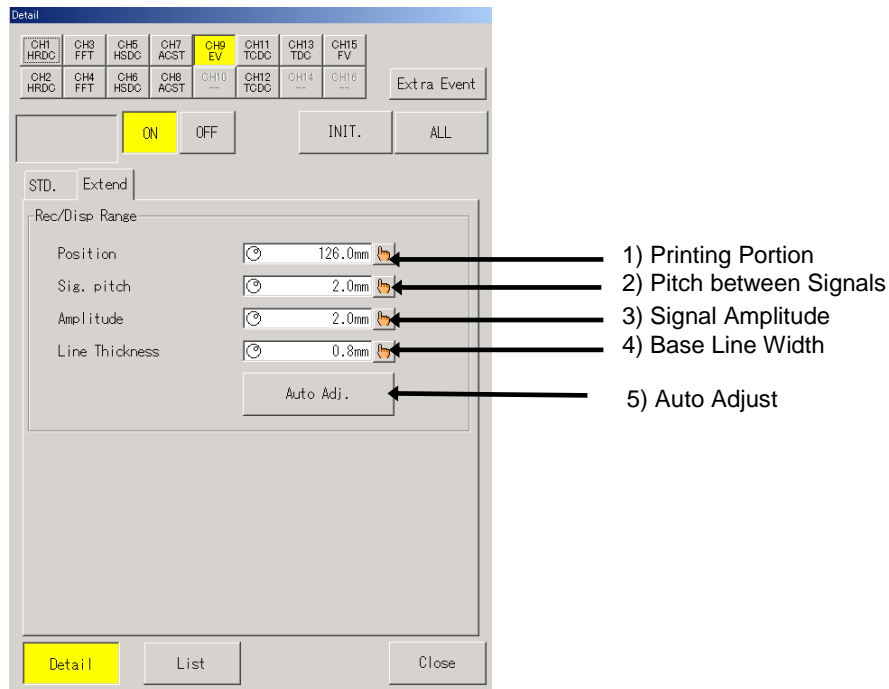 Detail
CH1 CH3 CH5 CH7 CH9 CH11 CH13 CH15
HRDC FFT HSDC ACST EV TCDC TDC FV
CH2 CH4 CH6 CH8 CH10 CH12 CH14 CH16
HRDC FFT HSDC ACST -- TCDC -- --
Extra Event
ON OFF INIT. ALL
STD. Extend
Rec/Disp Range
Position 126.0mm 1) Printing Portion
Sig. pitch 2.0mm 2) Pitch between Signals
Amplitude 2.0mm 3) Signal Amplitude
Line Thickness 0.8mm 4) Base Line Width
Auto Adj. 5) Auto Adjust
Detail List Close